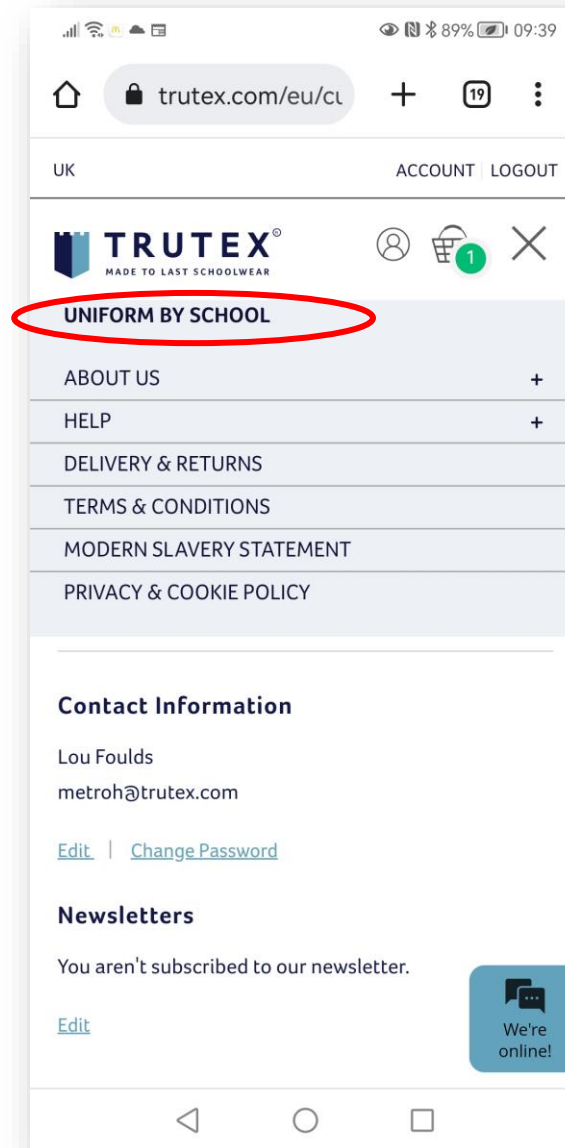 89% 09:39
trutex.com/eu/cu
19
UK ACCOUNT LOGOUT
TRUTEX®
MADE TO LAST SCHOOLWEAR
1
UNIFORM BY SCHOOL
ABOUT US +
HELP +
DELIVERY & RETURNS
TERMS & CONDITIONS
MODERN SLAVERY STATEMENT
PRIVACY & COOKIE POLICY
Contact Information
Lou Foulds
metroh@trutex.com
Edit | Change Password
Newsletters
You aren't subscribed to our newsletter.
Edit
We're
online!